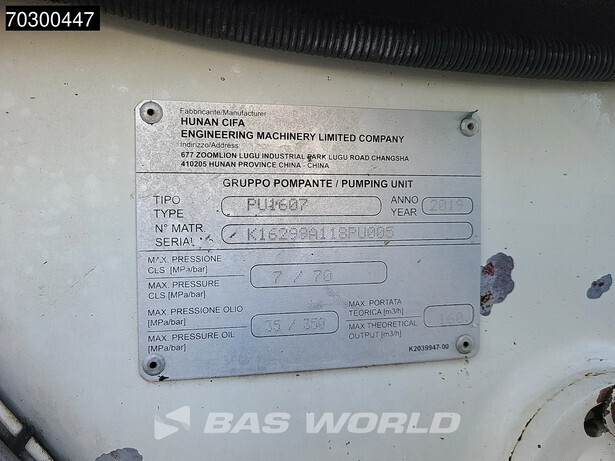 70300447
Fabbricante/Manufacturer
HUNAN CIFA
ENGINEERING MACHINERY LIMITED COMPANY
Indirizzo/Address:
677 ZOOMLION LUGU INDUSTRIAL PARK LUGU ROAD CHANGSHA
410205 HUNAN PROVINCE CHINA - CHINA
GRUPPO POMPANTE / PUMPING UNIT
TIPO
TYPE
PU1607
ANNO
YEAR
2019
N° MATR.
SERIAL
K16299A118PU005
MAX. PRESSIONE
CLS [MPa/bar]
MAX. PRESSURE
CLS [MPa/bar]
7 / 70
MAX. PRESSIONE OLIO
[MPa/bar]
MAX. PRESSURE OIL
[MPa/bar]
35 / 350
MAX. PORTATA
TEORICA [m3/h]
MAX THEORETICAL
OUTPUT [m3/h]
160
K2039947-00
BAS WORLD